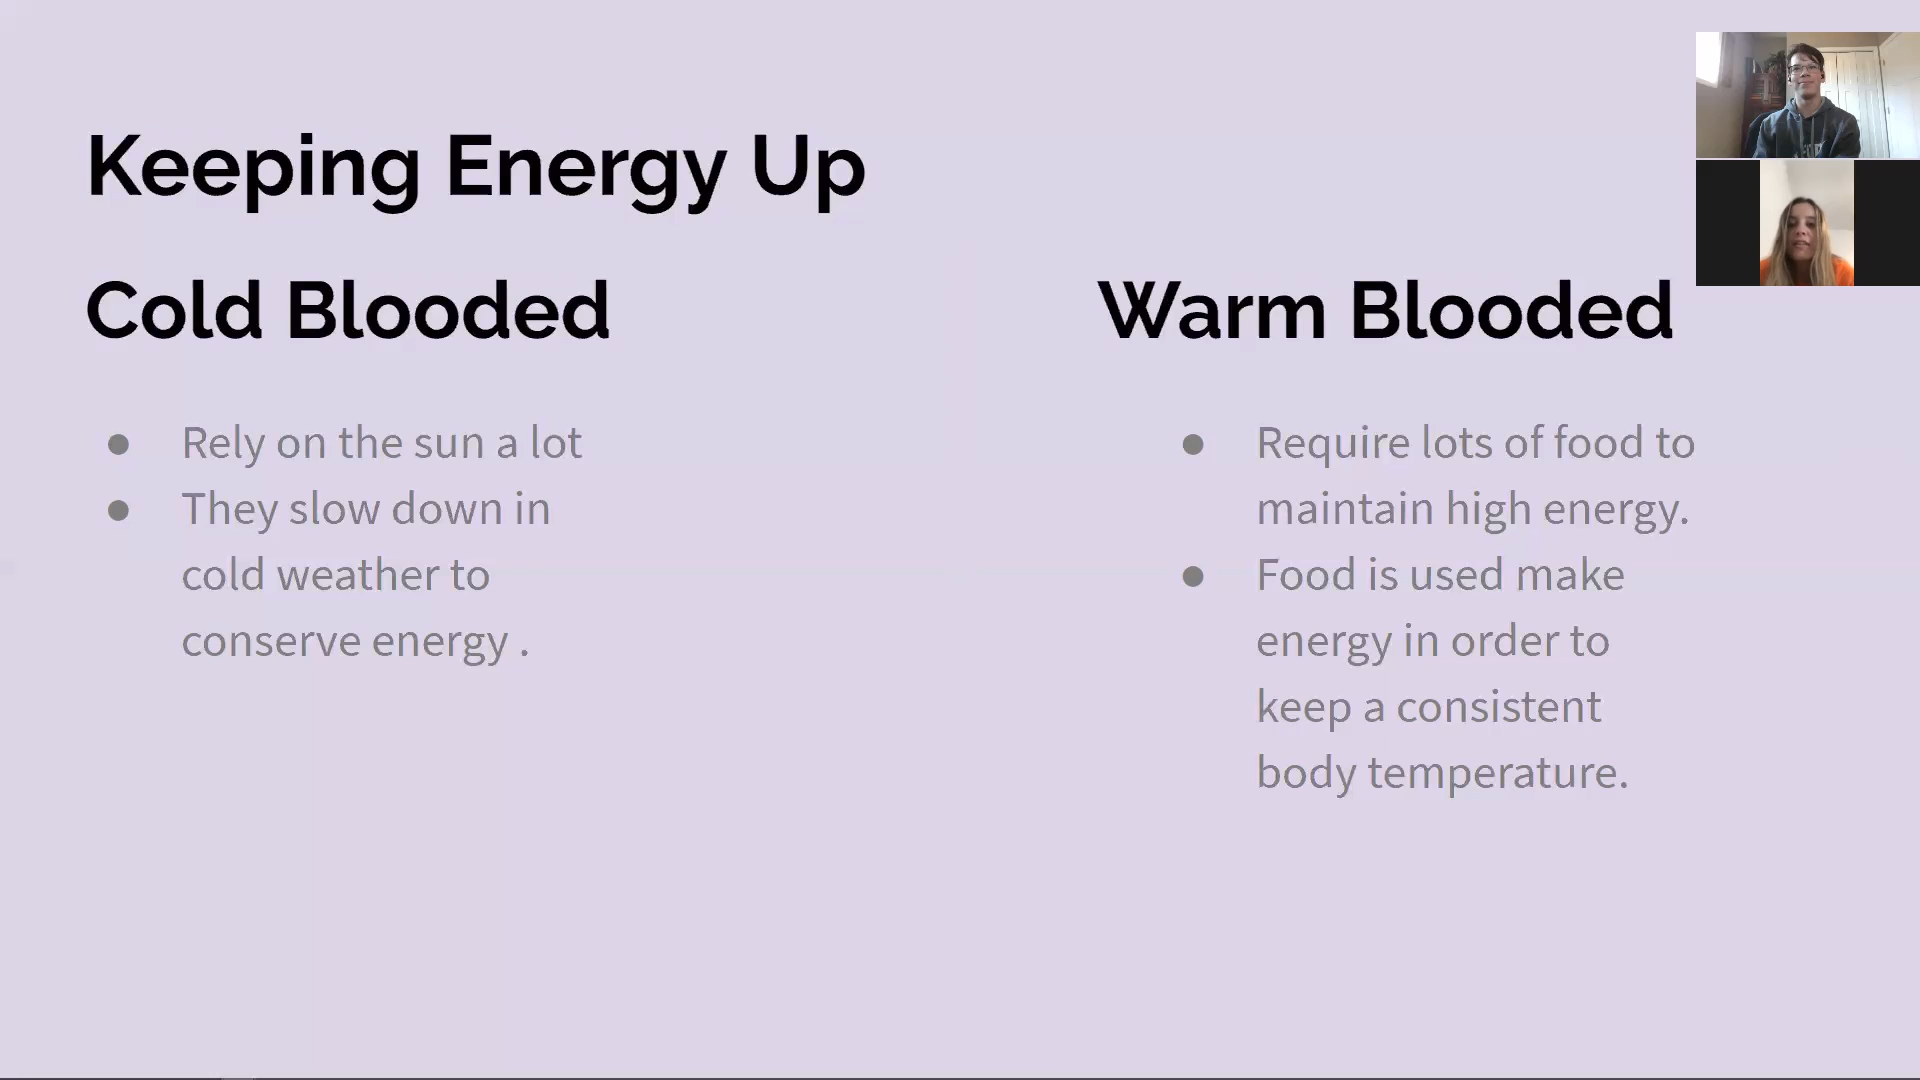 Keeping Energy Up
Cold Blooded
● Rely on the sun a lot
● They slow down in
cold weather to
conserve energy .
Warm Blooded
● Require lots of food to
maintain high energy.
● Food is used make
energy in order to
keep a consistent
body temperature.